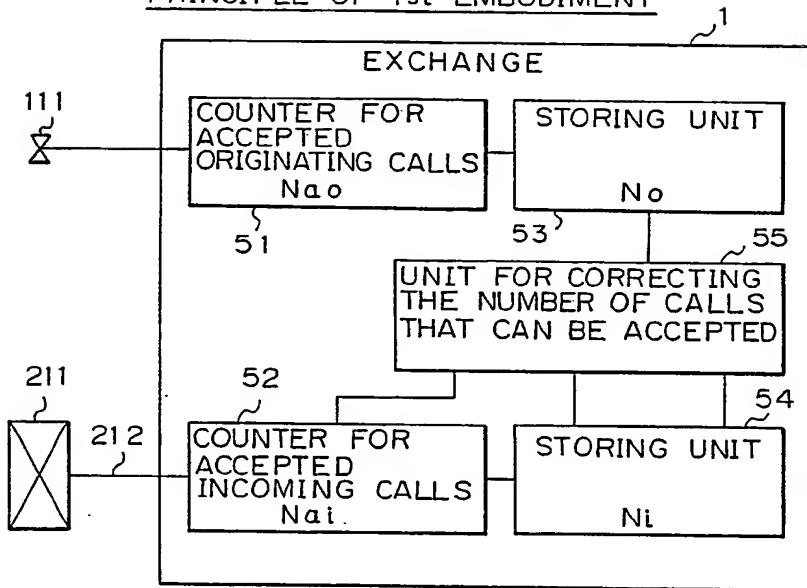 PRINCIPLE OF 1st EMBODIMENT
1
EXCHANGE
111
COUNTER FOR
ACCEPTED
ORIGINATING CALLS
Nao
51
STORING UNIT
No
53
55
UNIT FOR CORRECTING
THE NUMBER OF CALLS
THAT CAN BE ACCEPTED
211
212
52
COUNTER FOR
ACCEPTED
INCOMING CALLS
Nai
54
STORING UNIT
Ni